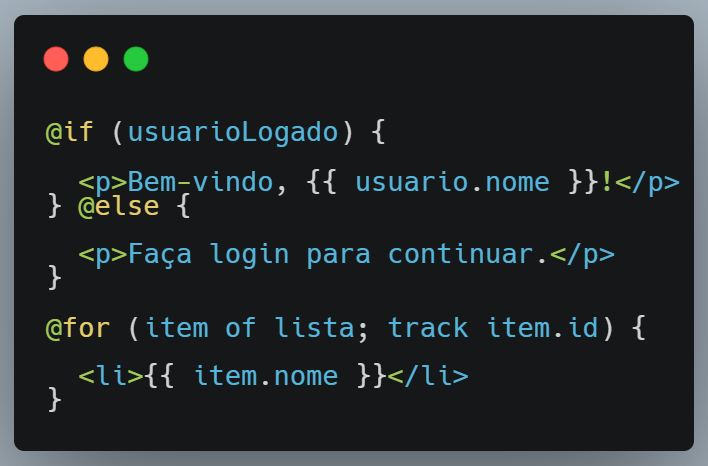 @if (usuarioLogado) {
<p>Bem-vindo, {{ usuario.nome }}!</p>
} @else {
<p>Faça login para continuar.</p>
}
@for (item of lista; track item.id) {
<li>{{ item.nome }}</li>
}